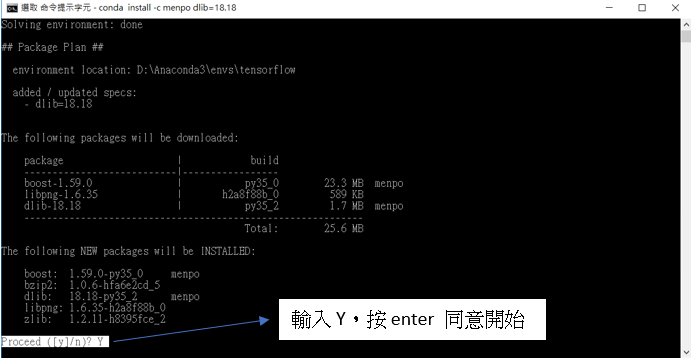 選取 命令提示字元 - conda install -c menpo dlib=18.18
Solving environment: done
## Package Plan ##
environment location: D:\Anaconda3\envs\tensorflow
added / updated specs:
- dlib=18.18
The following packages will be downloaded:
package | build
---------------------------|-----------------
boost-1.59.0 | py35_0 23.3 MB menpo
libpng-1.6.35 | h2a8f88b_0 589 KB
dlib-18.18 | py35_2 1.7 MB menpo
------------------------------------------------------------
Total: 25.6 MB
The following NEW packages will be INSTALLED:
boost: 1.59.0-py35_0 menpo
bzip2: 1.0.6-hfa6e2cd_5
dlib: 18.18-py35_2 menpo
libpng: 1.6.35-h2a8f88b_0
zlib: 1.2.11-h8395fce_2
輸入 Y，按 enter 同意開始
Proceed ([y]/n)? Y